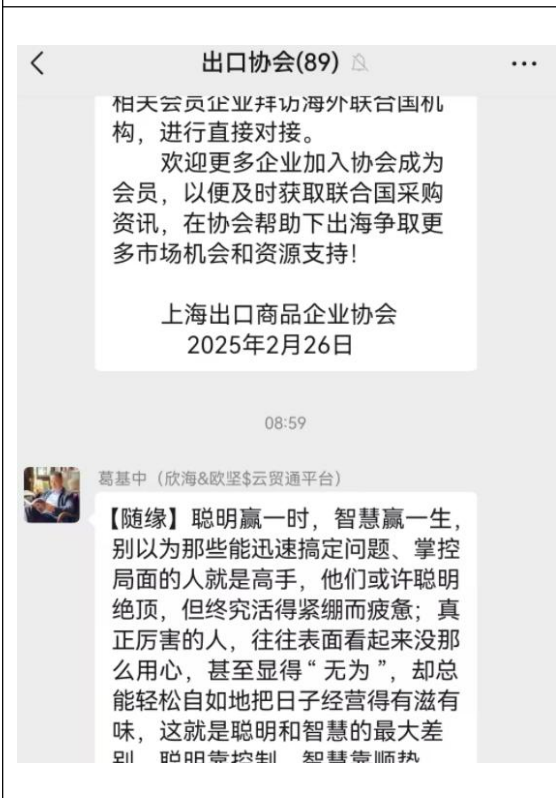 出口协会(89)
相关会员企业拜访海外联合国机
构，进行直接对接。
欢迎更多企业加入协会成为
会员，以便及时获取联合国采购
资讯，在协会帮助下出海争取更
多市场机会和资源支持！
上海出口商品企业协会
2025年2月26日
08:59
葛基中（欣海&欧坚$云贸通平台）
【随缘】聪明赢一时，智慧赢一生，
别以为那些能迅速搞定问题、掌控
局面的人就是高手，他们或许聪明
绝顶，但终究活得紧绷而疲惫；真
正厉害的人，往往表面看起来没那
么用心，甚至显得“无为”，却总
能轻松自如地把日子经营得有滋有
味，这就是聪明和智慧的最大差
别。聪明靠控制，智慧靠顺势，